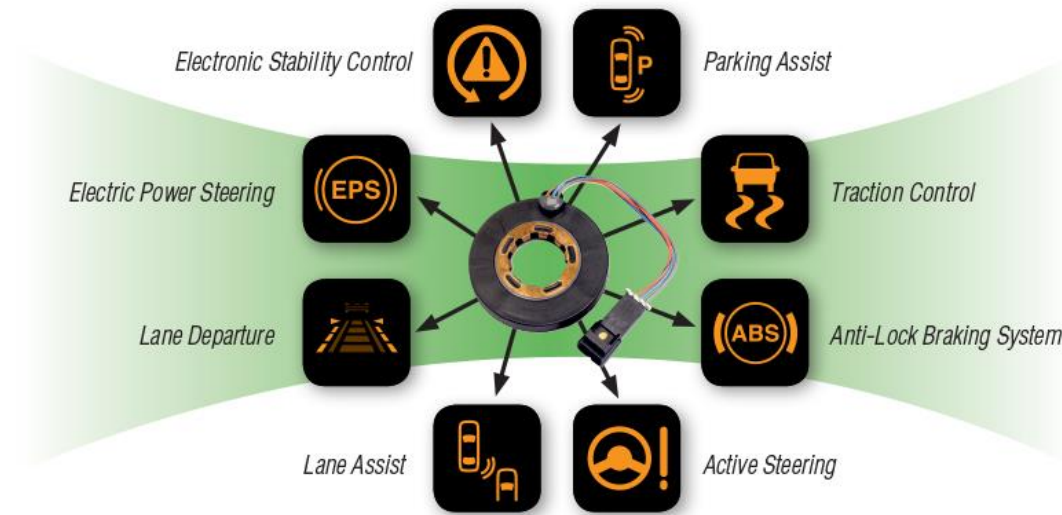 Electronic Stability Control
P
Parking Assist
EPS
Electric Power Steering
Traction Control
Lane Departure
ABS
Anti-Lock Braking System
Lane Assist
Active Steering